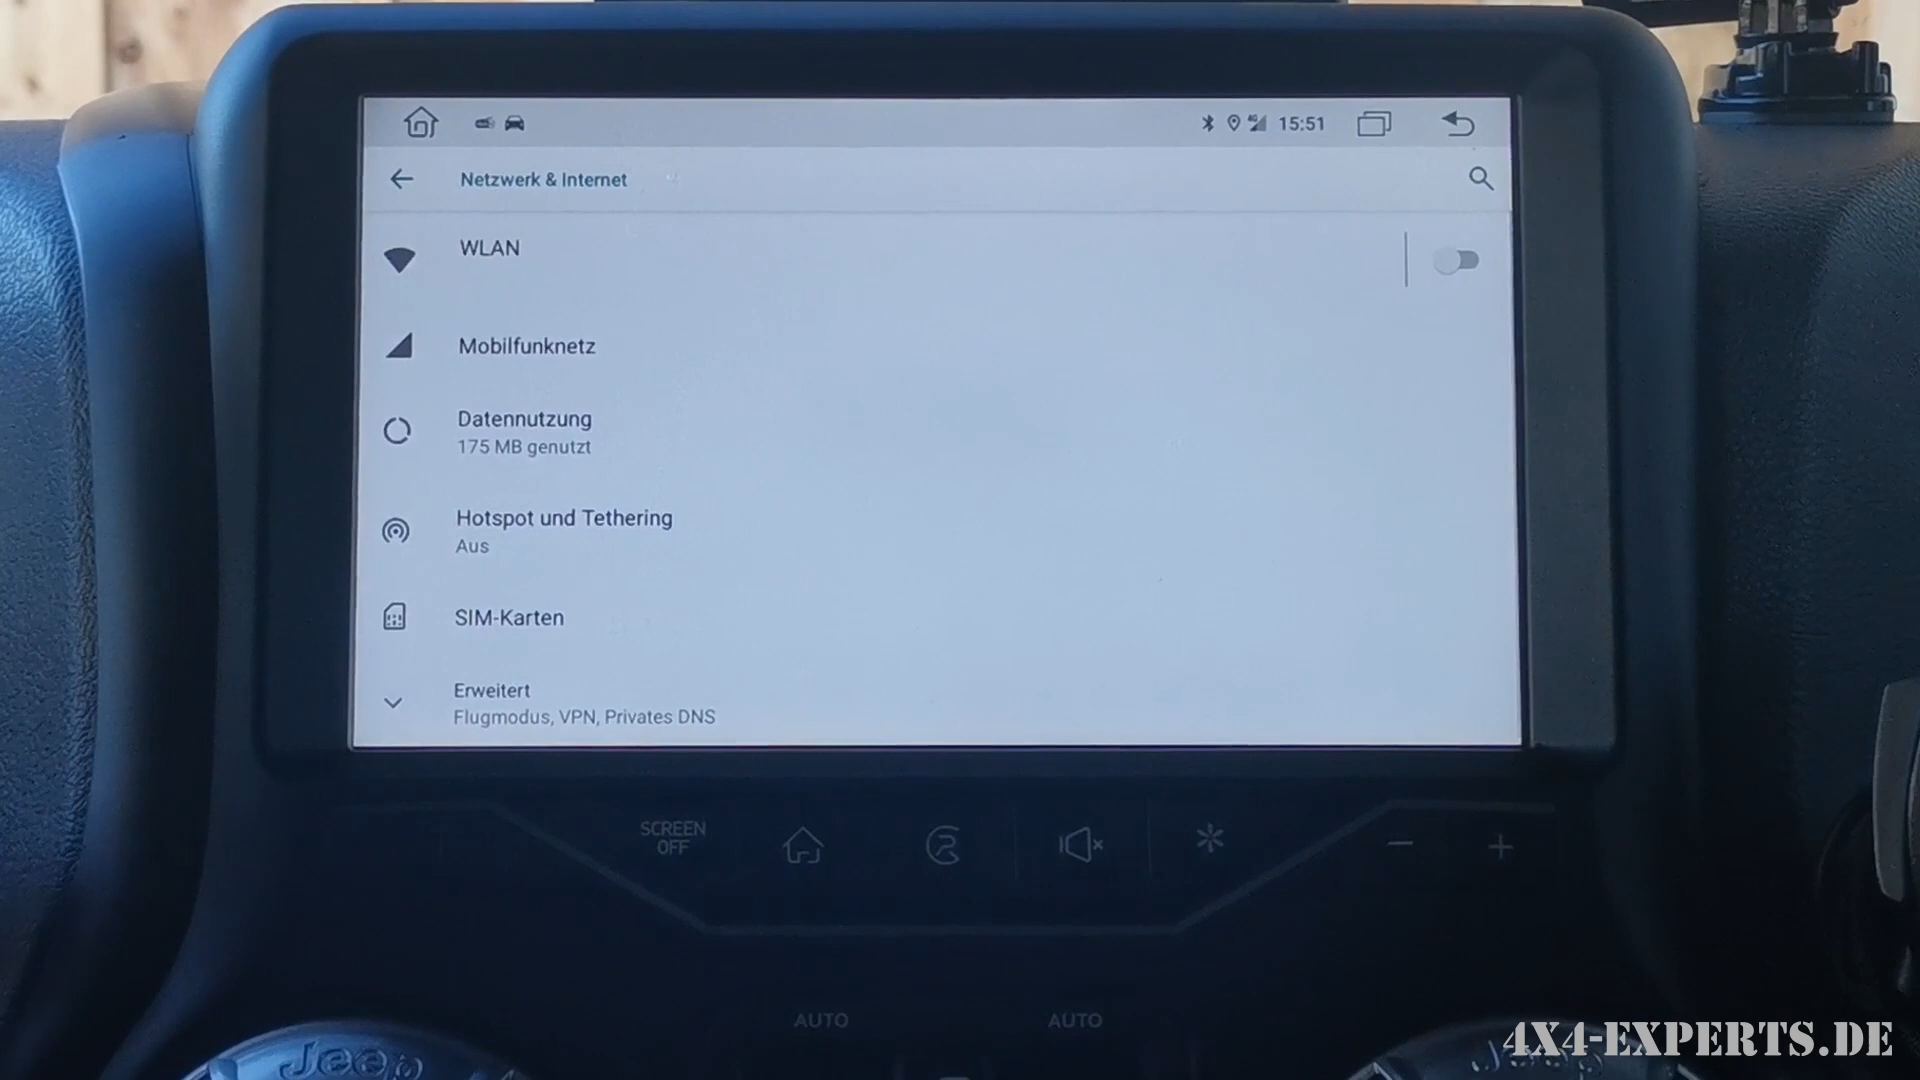 15:51
Netzwerk & Internet
WLAN
Mobilfunknetz
Datennutzung
175 MB genutzt
Hotspot und Tethering
Aus
SIM-Karten
Erweitert
Flugmodus, VPN, Privates DNS
SCREEN
OFF
AUTO AUTO
Jeep Jeep
4X4-EXPERTS.DE